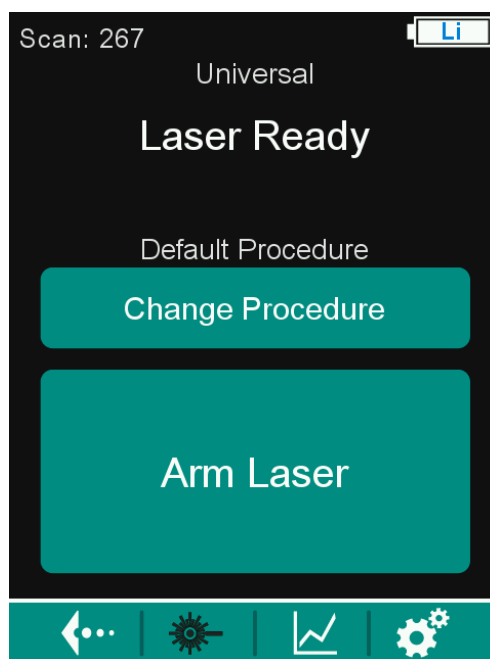 Scan: 267
Li
Universal
Laser Ready
Default Procedure
Change Procedure
Arm Laser